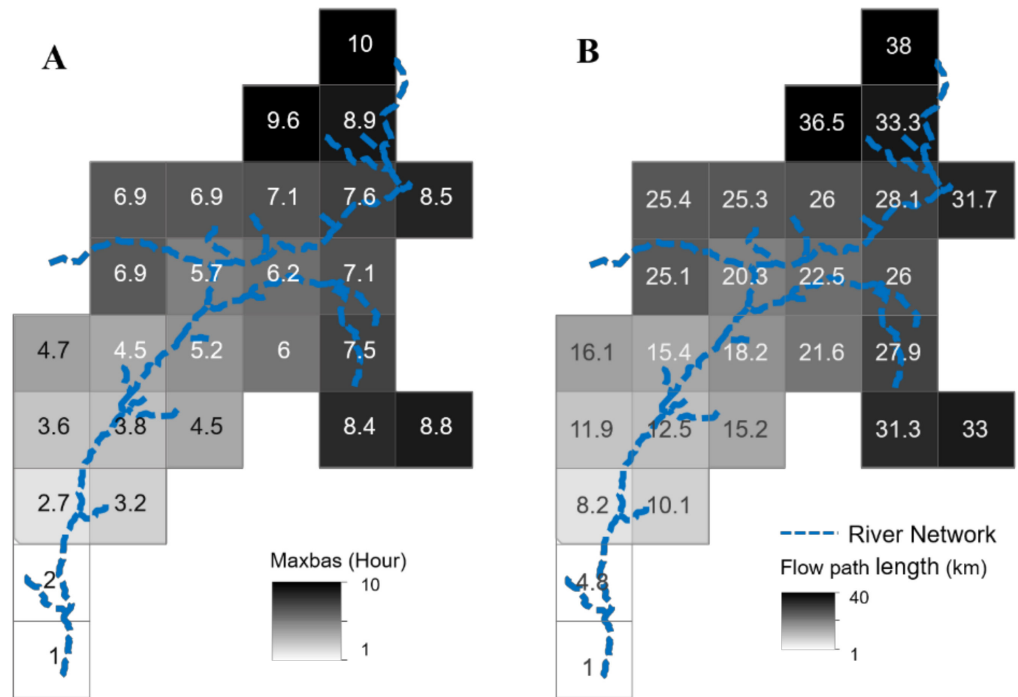 A
10
9.6 8.9
6.9 6.9 7.1 7.6 8.5
6.9 5.7 6.2 7.1
4.7 4.5 5.2 6 7.5
3.6 3.8 4.5 8.4 8.8
2.7 3.2
2
1
Maxbas (Hour)
10
1
B
38
36.5 33.3
25.4 25.3 26 28.1 31.7
25.1 20.3 22.5 26
16.1 15.4 18.2 21.6 27.9
11.9 12.5 15.2 31.3 33
8.2 10.1
4.8
1
River Network
Flow path length (km)
40
1